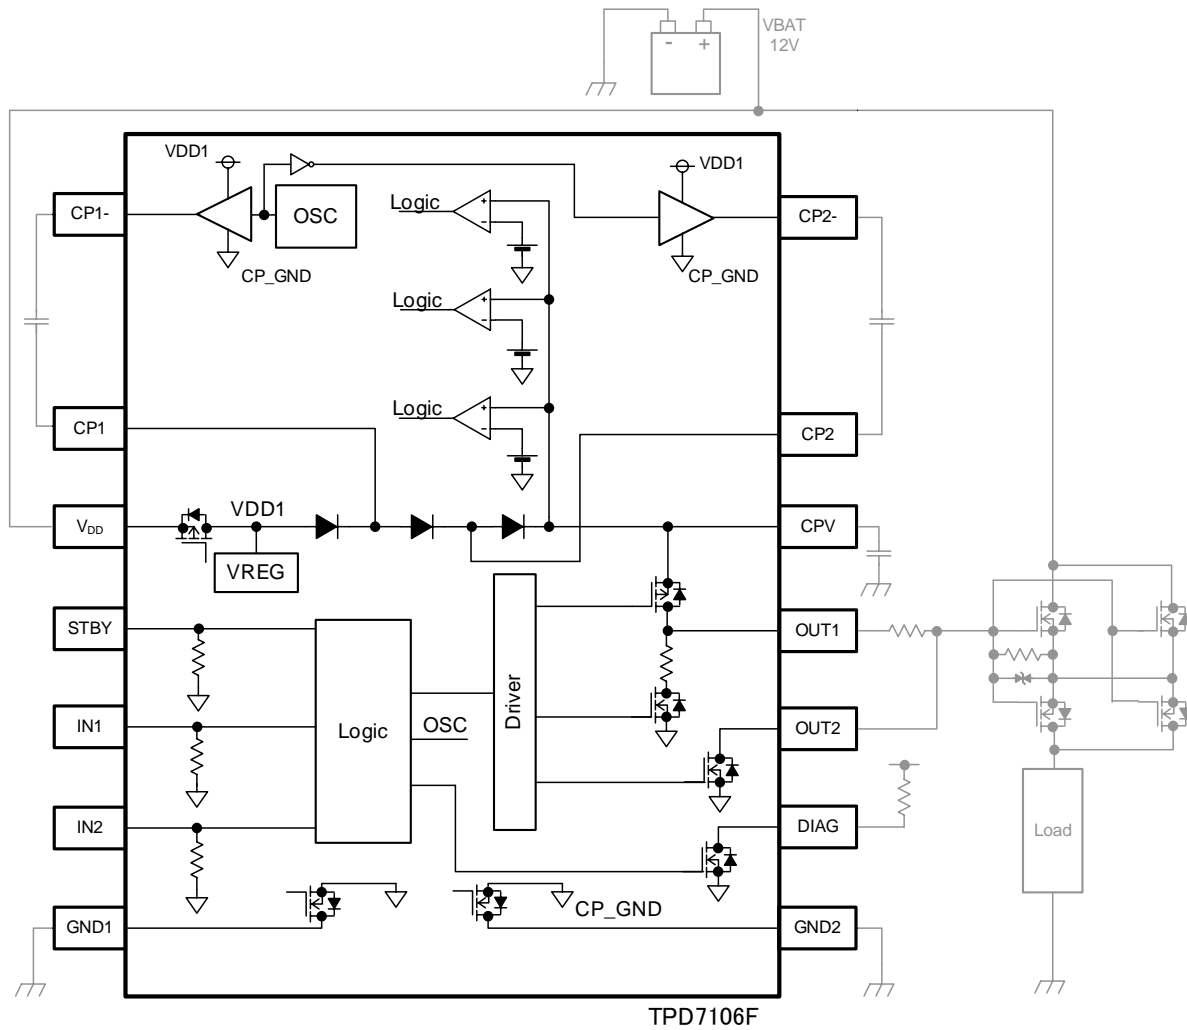 VBAT
12V
- +
VDD1
VDD1
CP1-
OSC
Logic
+
-
CP2-
CP_GND
CP_GND
Logic
+
-
Logic
+
-
CP1
CP2
VDD
VDD1
CPV
VREG
STBY
OUT1
Driver
IN1
Logic
OSC
OUT2
IN2
DIAG
Load
GND1
CP_GND
GND2
TPD7106F